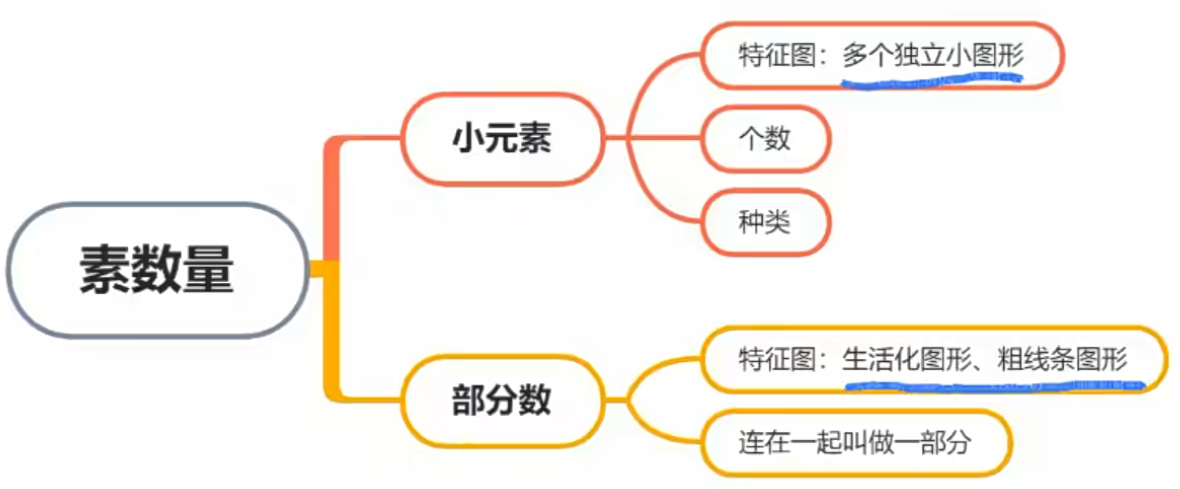 素数量
小元素
特征图：多个独立小图形
个数
种类
部分数
特征图：生活化图形、粗线条图形
连在一起叫做一部分